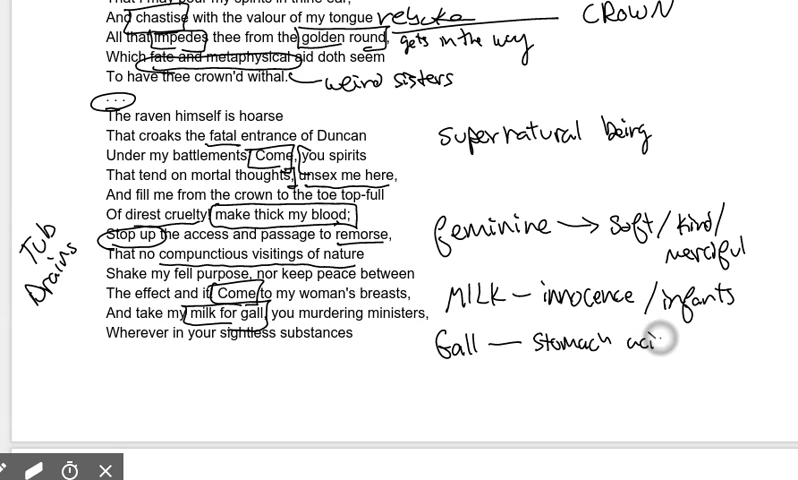 And chastise with the valour of my tongue rebuke
CROWN
All that impedes thee from the golden round, gets in the way
Which fate and metaphysical aid doth seem
To have thee crown'd withal. weird sisters
...
The raven himself is hoarse
That croaks the fatal entrance of Duncan
supernatural being
Under my battlements. Come, you spirits
That tend on mortal thoughts, unsex me here,
And fill me from the crown to the toe top-full
Of direst cruelty! make thick my blood;
feminine → soft / kind /
merciful
Stop up the access and passage to remorse,
Tub
Drains
That no compunctious visitings of nature
Shake my fell purpose, nor keep peace between
The effect and it! Come to my woman's breasts,
MILK - innocence / infants
And take my milk for gall, you murdering ministers,
Wherever in your sightless substances
Gall - stomach aci